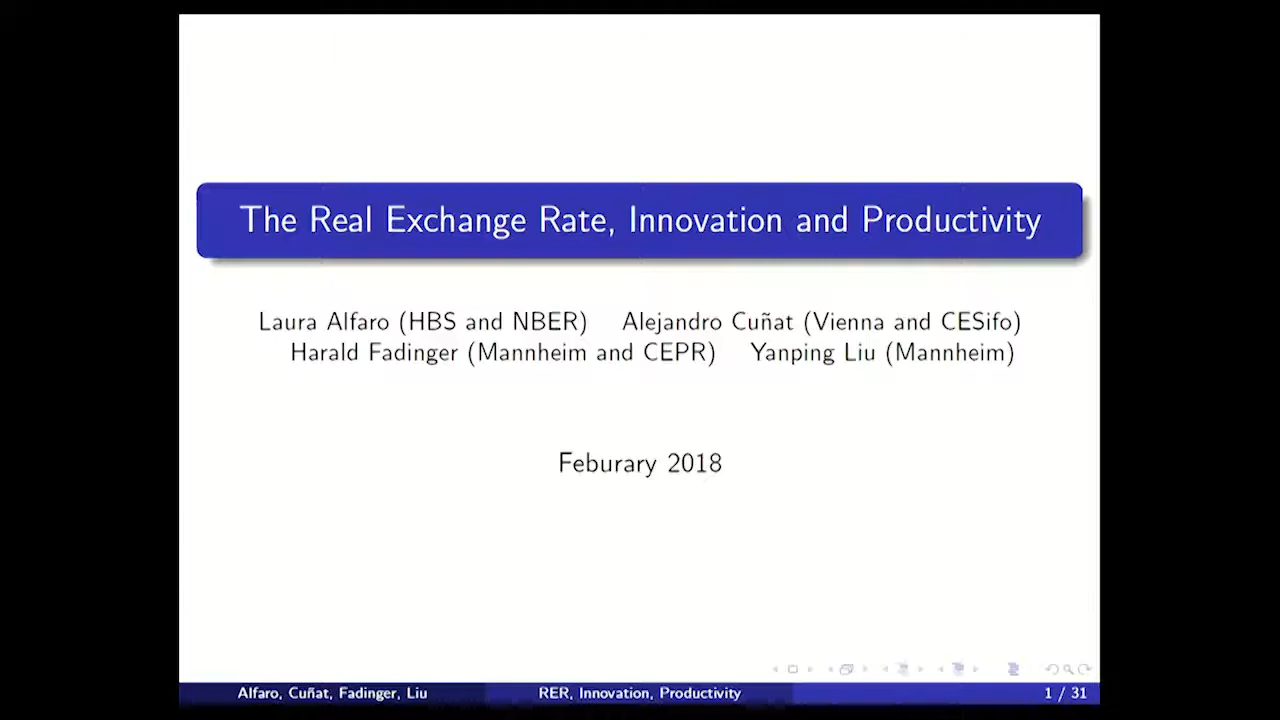 The Real Exchange Rate, Innovation and Productivity
Laura Alfaro (HBS and NBER) Alejandro Cuñat (Vienna and CESifo)
Harald Fadinger (Mannheim and CEPR) Yanping Liu (Mannheim)
Feburary 2018
Alfaro, Cuñat, Fadinger, Liu RER, Innovation, Productivity 1 / 31